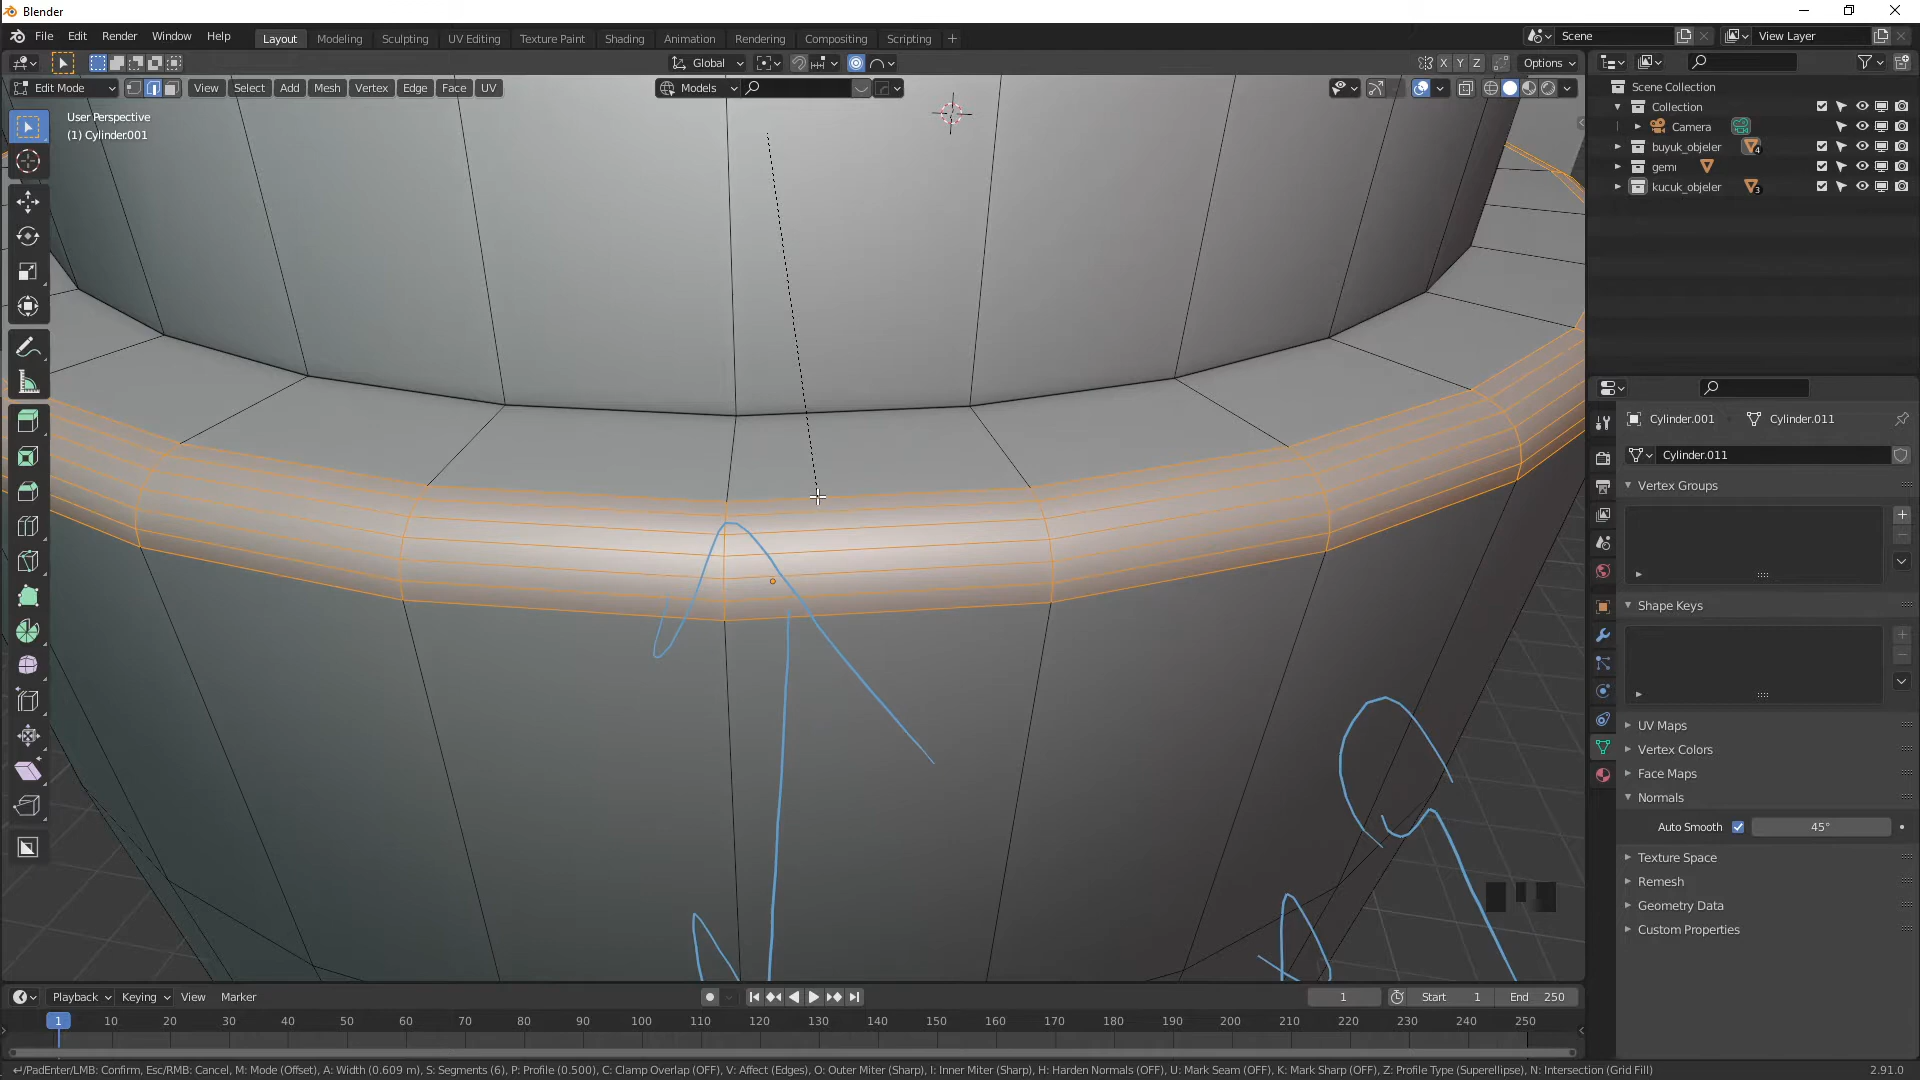 Blender
File Edit Render Window Help Layout Modeling Sculpting UV Editing Texture Paint Shading Animation Rendering Compositing Scripting Scene View Layer
Global X Y Z Options
Edit Mode View Select Add Mesh Vertex Edge Face UV Models
User Perspective
(1) Cylinder.001
Scene Collection
Collection
Camera
buyuk_objeler 4
gemi
kucuk_objeler 3
Cylinder.001 Cylinder.011
Cylinder.011
Vertex Groups
Shape Keys
UV Maps
Vertex Colors
Face Maps
Normals
Auto Smooth 45°
Texture Space
Remesh
Geometry Data
Custom Properties
Playback Keying View Marker 1 Start 1 End 250
1 10 20 30 40 50 60 70 80 90 100 110 120 130 140 150 160 170 180 190 200 210 220 230 240 250
↵/PadEnter/LMB: Confirm, Esc/RMB: Cancel, M: Mode (Offset), A: Width (0.609 m), S: Segments (6), P: Profile (0.500), C: Clamp Overlap (OFF), V: Affect (Edges), O: Outer Miter (Sharp), I: Inner Miter (Sharp), H: Harden Normals (OFF), U: Mark Seam (OFF), K: Mark Sharp (OFF), Z: Profile Type (Superellipse), N: Intersection (Grid Fill) 2.91.0